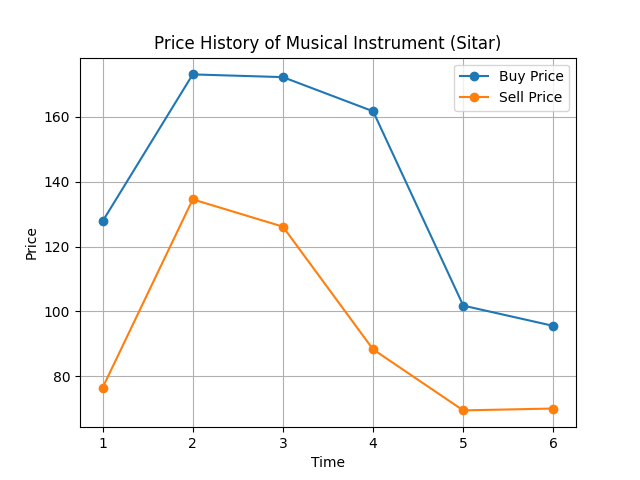 Price History of Musical Instrument (Sitar)
Buy Price
Sell Price
160
140
120
100
80
Price
1 2 3 4 5 6
Time